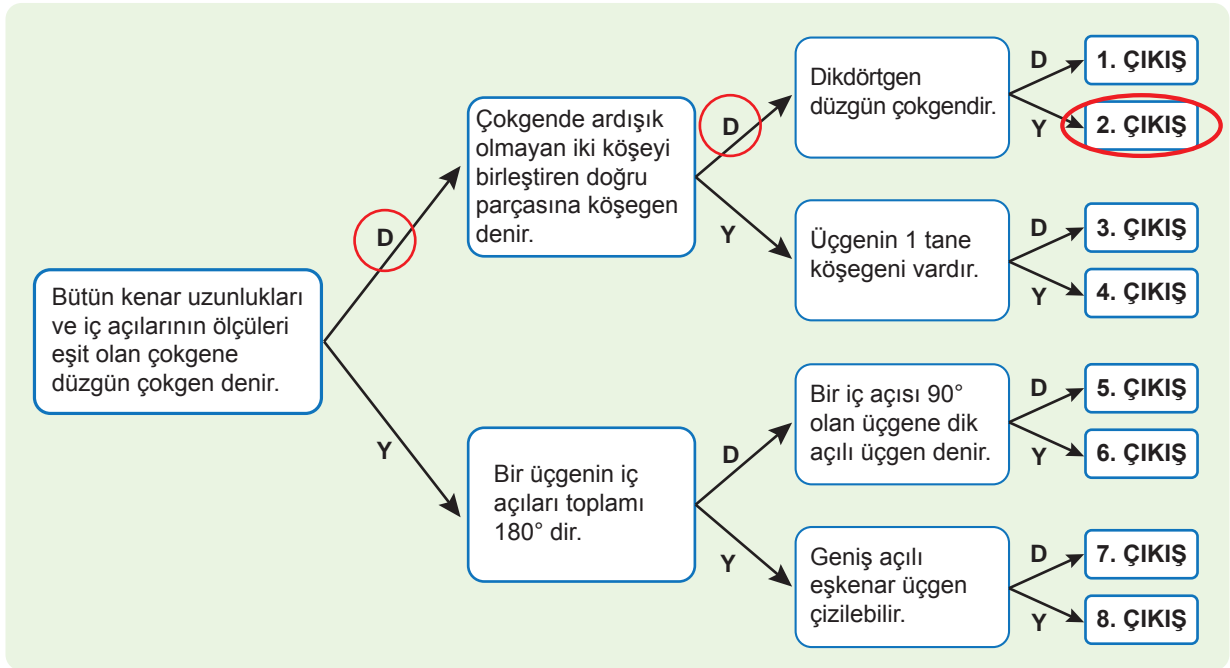 Bütün kenar uzunlukları
ve iç açılarının ölçüleri
eşit olan çokgene
düzgün çokgen denir.
D
Y
Çokgende ardışık
olmayan iki köşeyi
birleştiren doğru
parçasına köşegen
denir.
D
Y
Bir üçgenin iç
açıları toplamı
180° dir.
D
Y
Dikdörtgen
düzgün çokgendir.
D
Y
1. ÇIKIŞ
2. ÇIKIŞ
Üçgenin 1 tane
köşegeni vardır.
D
Y
3. ÇIKIŞ
4. ÇIKIŞ
Bir iç açısı 90°
olan üçgene dik
açılı üçgen denir.
D
Y
5. ÇIKIŞ
6. ÇIKIŞ
Geniş açılı
eşkenar üçgen
çizilebilir.
D
Y
7. ÇIKIŞ
8. ÇIKIŞ